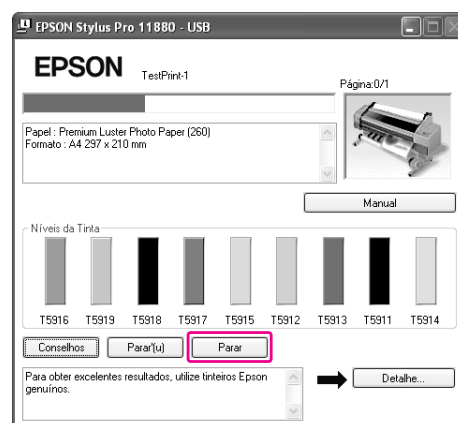 EPSON Stylus Pro 11880 - USB
EPSON
TestPrint-1
Página:0/1
Papel : Premium Luster Photo Paper (260)
Formato : A4 297 x 210 mm
Manual
Níveis da Tinta
T5916 T5919 T5918 T5917 T5915 T5912 T5913 T5911 T5914
Conselhos Parar'(u) Parar
Para obter excelentes resultados, utilize tinteiros Epson
genuínos.
Detalhe...